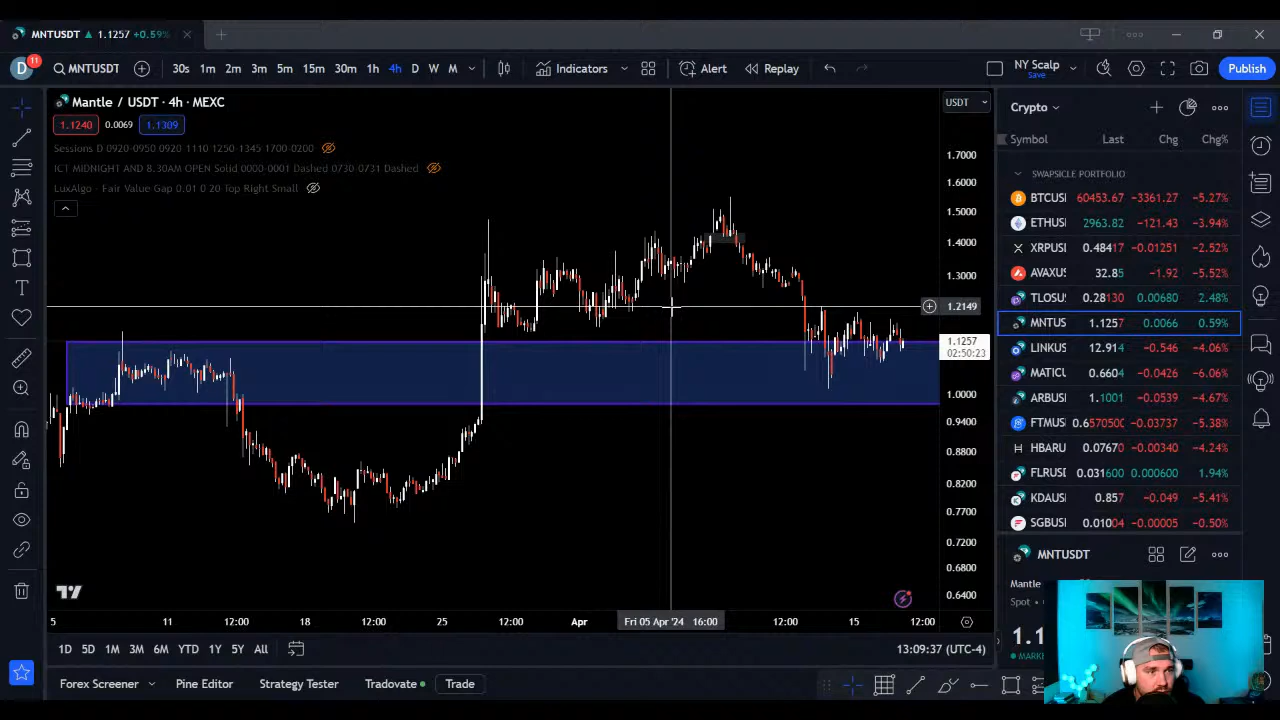 MNTUSDT ▲ 1.1257 +0.59%
D 11 MNTUSDT 30s 1m 2m 3m 5m 15m 30m 1h 4h D W M Indicators Alert Replay NY Scalp Save Publish
Mantle / USDT · 4h · MEXC
1.1240 0.0069 1.1309
Sessions D 0920-0950 0920 1110 1250 1345 1700-0200
ICT MIDNIGHT AND 8.30AM OPEN Solid 0000-0001 Dashed 0730-0731 Dashed
LuxAlgo - Fair Value Gap 0.01 0 20 Top Right Small
USDT
1.7000
1.6000
1.5000
1.4000
1.3000
1.2149
1.1257
02:50:23
1.0000
0.9400
0.8800
0.8200
0.7700
0.7200
0.6800
0.6400
5 11 12:00 18 12:00 25 12:00 Apr Fri 05 Apr '24 16:00 12:00 15 12:00
1D 5D 1M 3M 6M YTD 1Y 5Y All 13:09:37 (UTC-4)
Forex Screener Pine Editor Strategy Tester Tradovate Trade
Crypto
Symbol Last Chg Chg%
SWAPSICLE PORTFOLIO
BTCUSI 60453.67 −3361.27 −5.27%
ETHUSI 2963.82 −121.43 −3.94%
XRPUSI 0.48417 −0.01251 −2.52%
AVAXUS 32.85 −1.92 −5.52%
TLOSU 0.28130 0.00680 2.48%
MNTUS 1.1257 0.0066 0.59%
LINKUS 12.914 −0.546 −4.06%
MATICU 0.6604 −0.0426 −6.06%
ARBUS 1.1001 −0.0539 −4.67%
FTMUS 0.6570500 −0.03737 −5.38%
HBARU 0.0767 −0.00340 −4.24%
FLRUSD 0.031600 0.000600 1.94%
KDAUS 0.857 −0.049 −5.41%
SGBUS 0.01004 −0.00005 −0.50%
MNTUSDT
Mantle
Spot